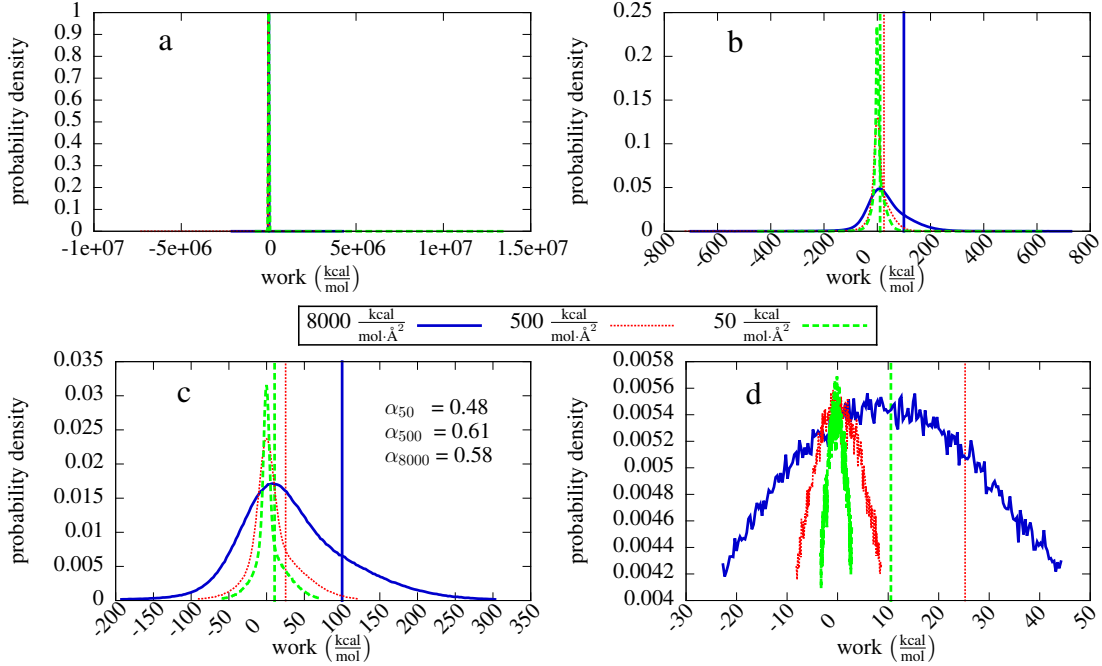 a
probability density
1
0.9
0.8
0.7
0.6
0.5
0.4
0.3
0.2
0.1
0
-1e+07 -5e+06 0 5e+06 1e+07 1.5e+07
work (kcal/mol)
b
probability density
0.25
0.20
0.15
0.10
0.05
0
-800 -600 -400 -200 0 200 400 600 800
work (kcal/mol)
8000 kcal/mol·Å² 500 kcal/mol·Å² 50 kcal/mol·Å²
c
probability density
0.035
0.03
0.025
0.02
0.015
0.01
0.005
0
α50 = 0.48
α500 = 0.61
α8000 = 0.58
-200 -150 -100 -50 0 50 100 150 200 250 300 350
work (kcal/mol)
d
probability density
0.0058
0.0056
0.0054
0.0052
0.005
0.0048
0.0046
0.0044
0.0042
0.004
-30 -20 -10 0 10 20 30 40 50
work (kcal/mol)